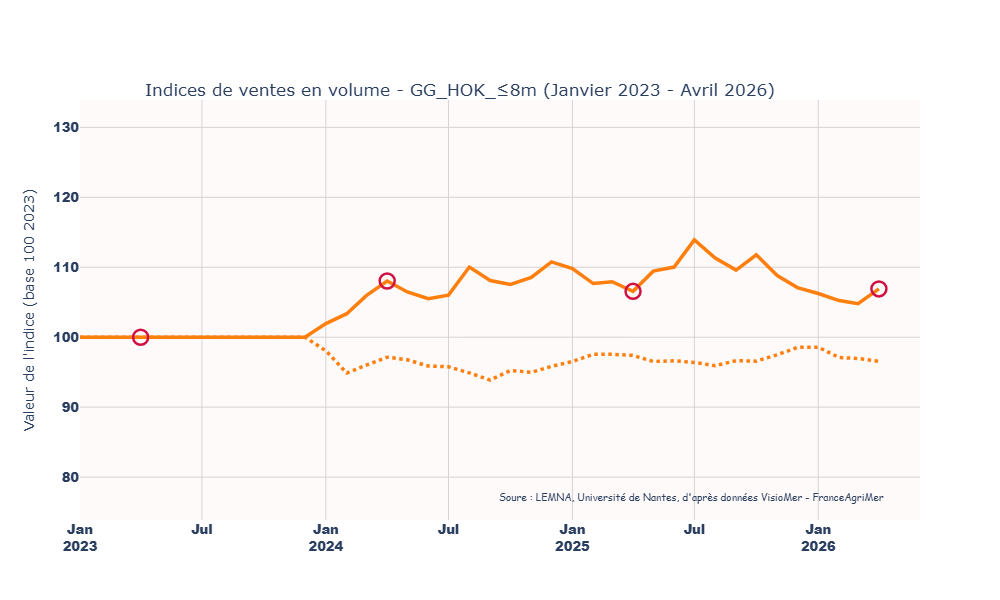 Indices de ventes en volume - GG_HOK_≤8m (Janvier 2023 - Avril 2026)
Valeur de l'indice (base 100 2023)
130
120
110
100
90
80
Soure : LEMNA, Université de Nantes, d'après données VisioMer - FranceAgriMer
Jan Jul Jan Jul Jan Jul Jan
2023 2024 2025 2026